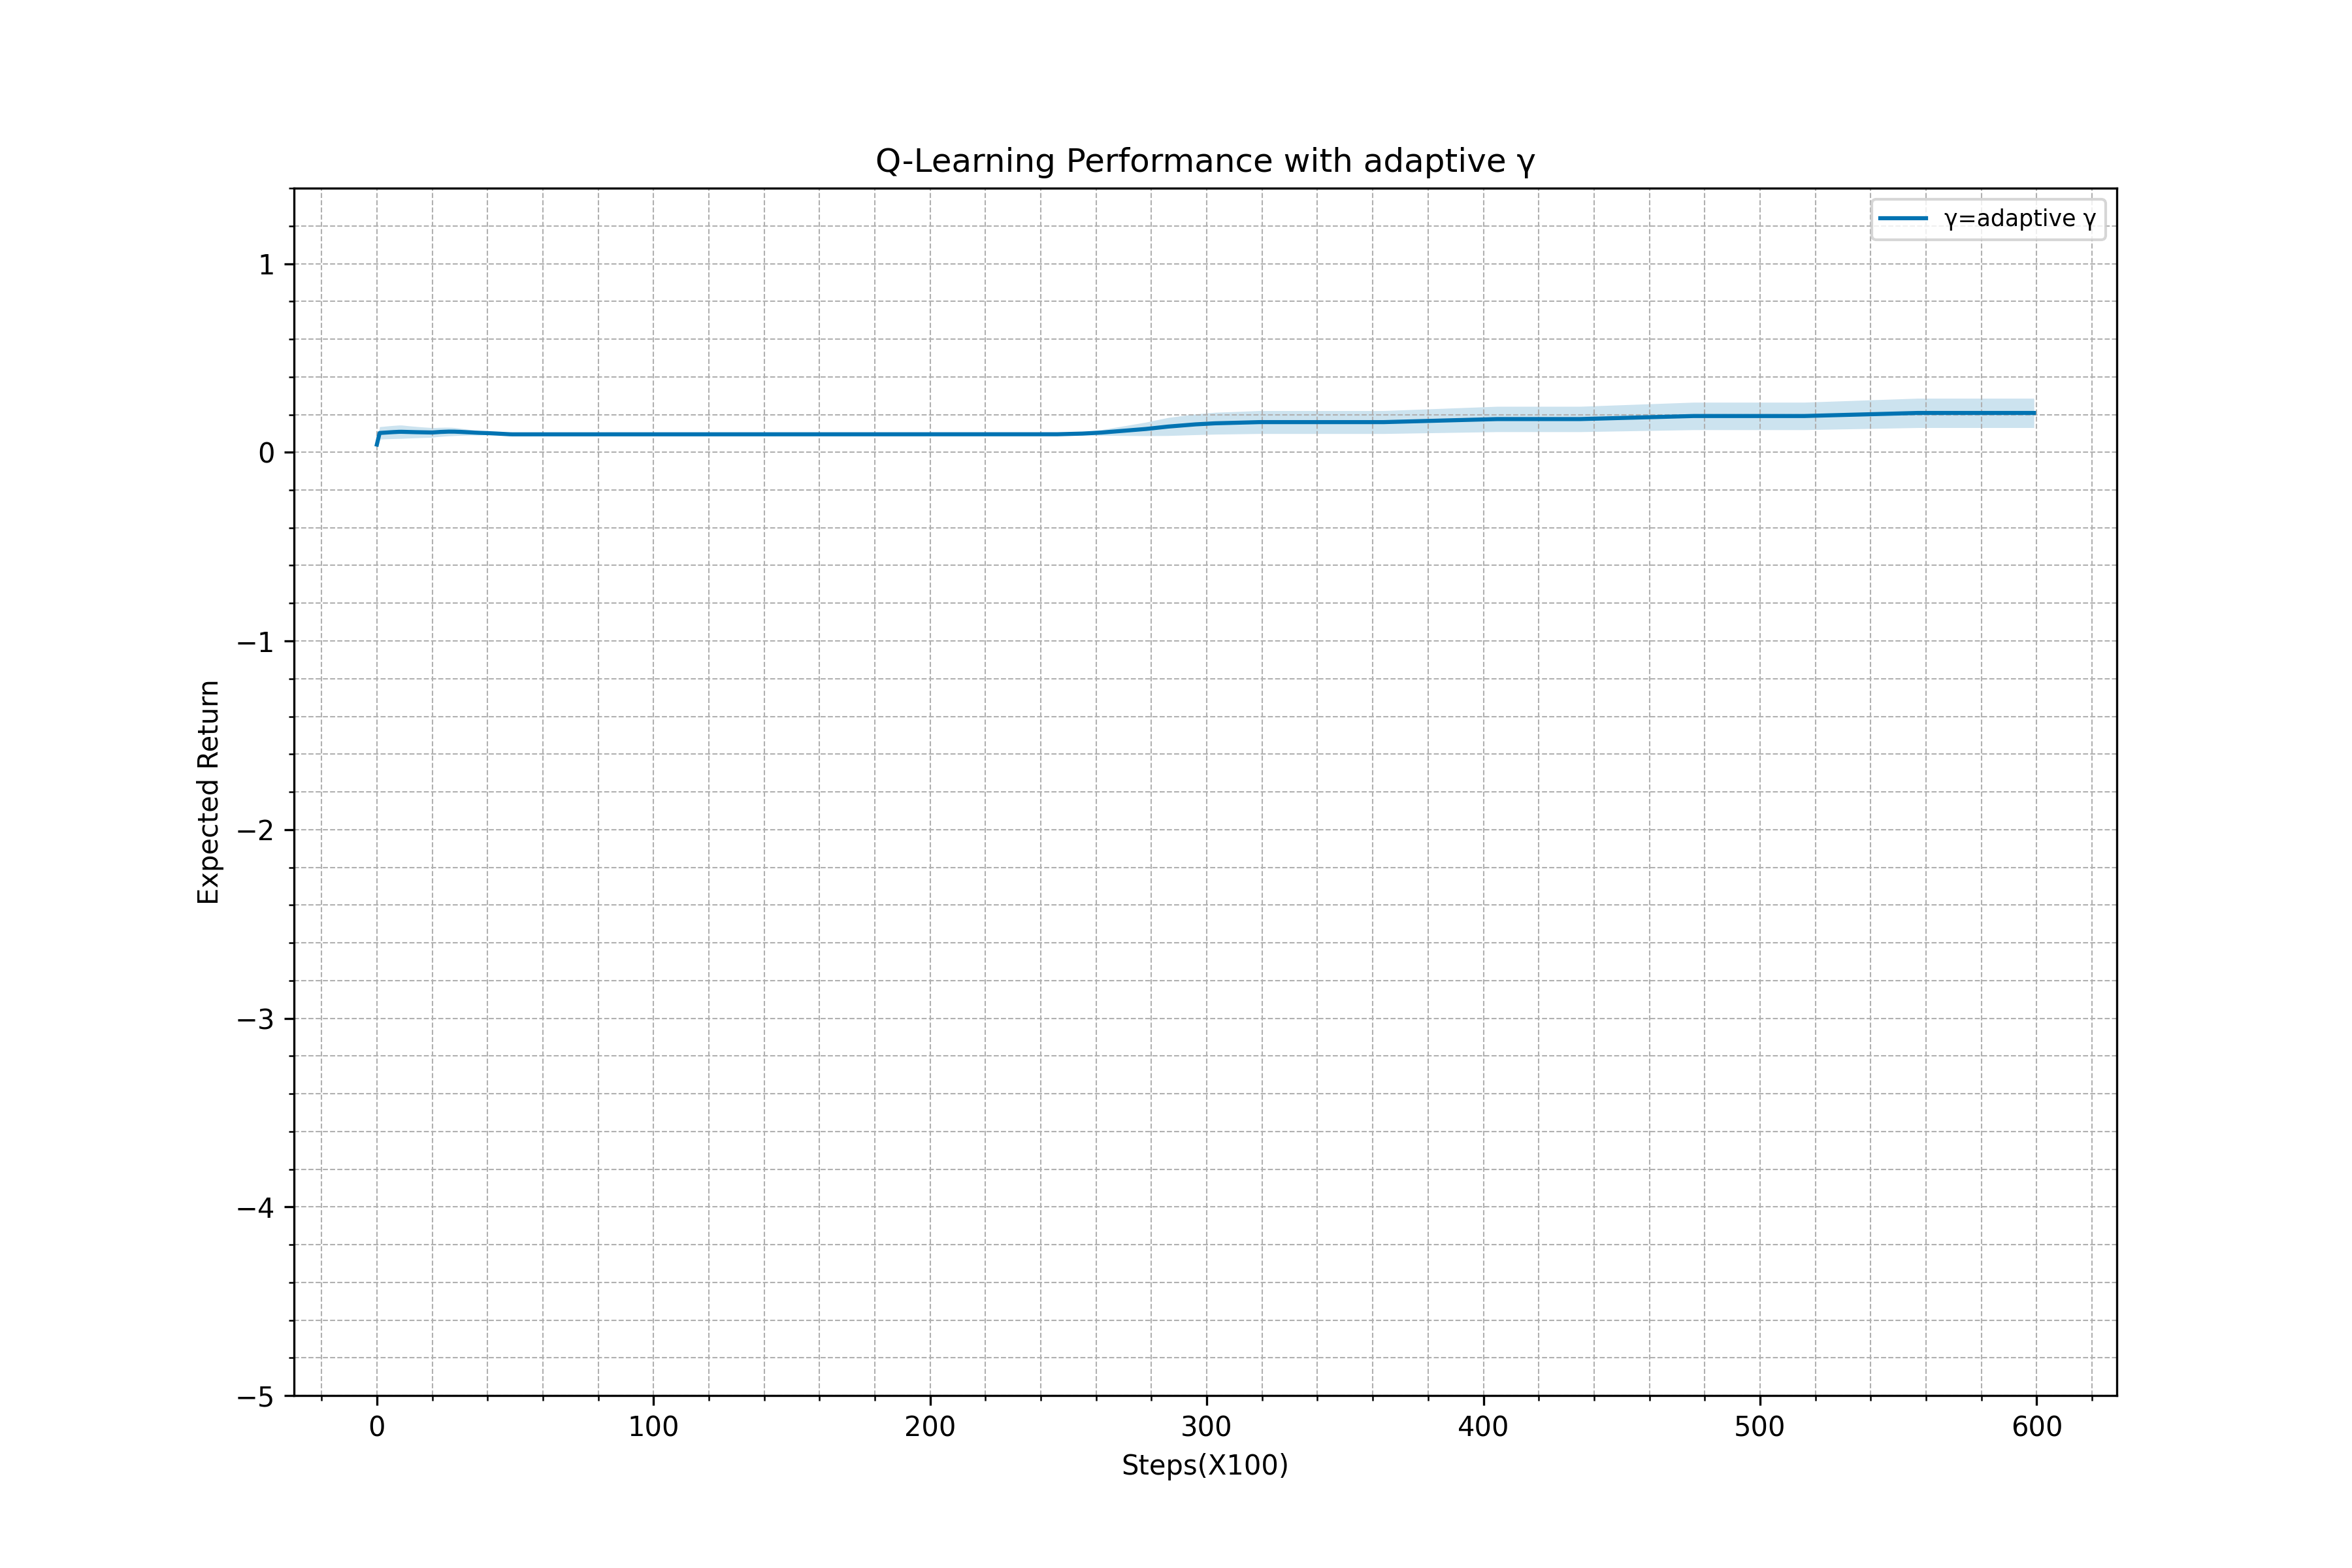 Q-Learning Performance with adaptive γ
γ=adaptive γ
1
0
−1
−2
−3
−4
−5
Expected Return
0 100 200 300 400 500 600
Steps(X100)